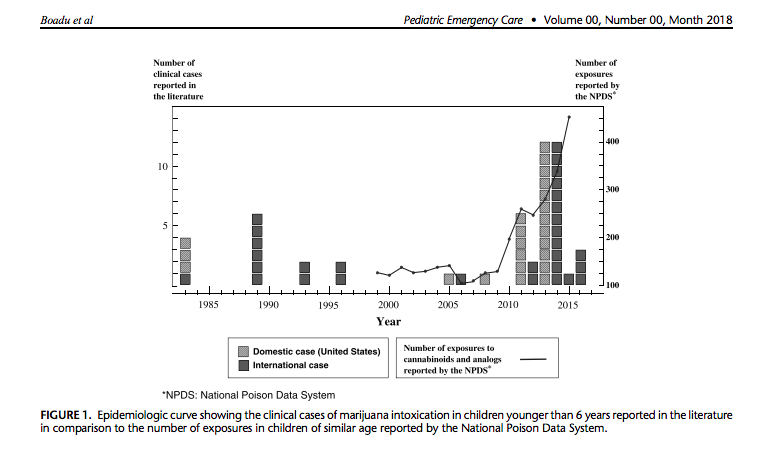 Boadu et al
Pediatric Emergency Care • Volume 00, Number 00, Month 2018
Number of
clinical cases
reported in
the literature
Number of
exposures
reported by
the NPDS*
10
5
400
300
200
100
1985 1990 1995 2000 2005 2010 2015
Year
Domestic case (United States)
International case
Number of exposures to
cannabinoids and analogs
reported by the NPDS*
*NPDS: National Poison Data System
FIGURE 1. Epidemiologic curve showing the clinical cases of marijuana intoxication in children younger than 6 years reported in the literature
in comparison to the number of exposures in children of similar age reported by the National Poison Data System.